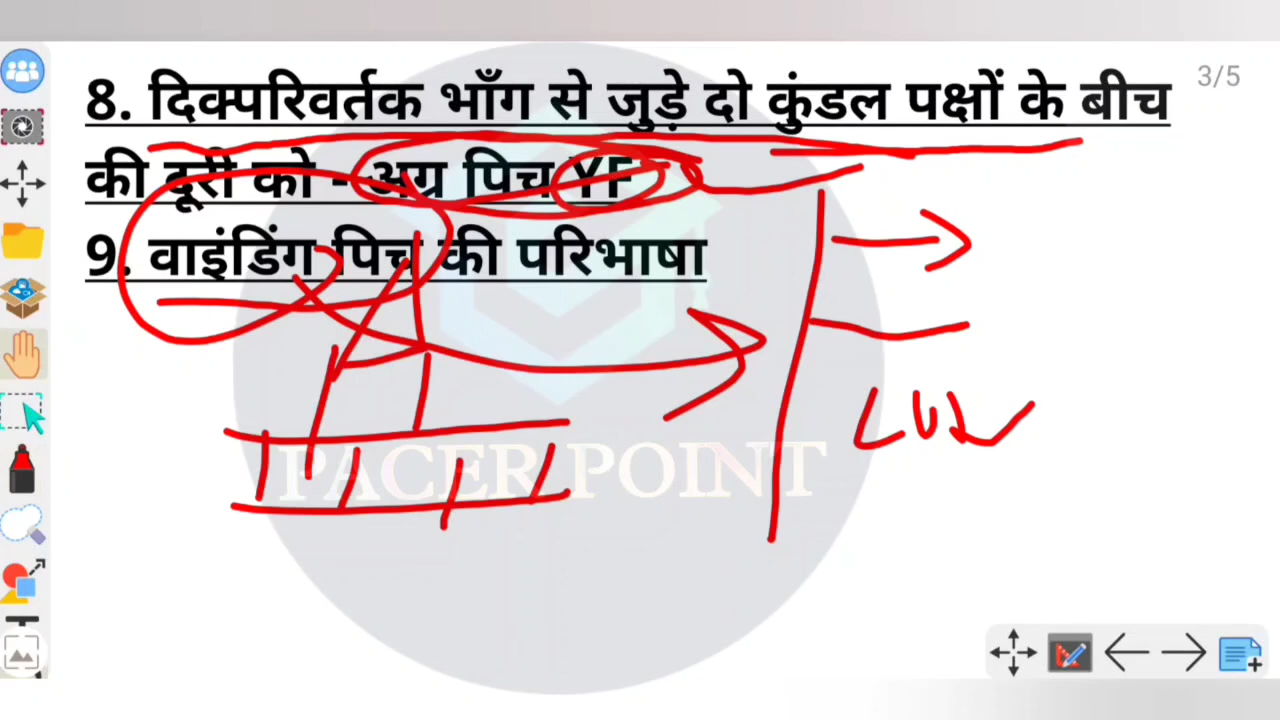 8. दिक्परिवर्तक भाँग से जुड़े दो कुंडल पक्षों के बीच
3/5
की दूरी को - अग्र पिच YF
9. वाइंडिंग पिच की परिभाषा
PACER POINT